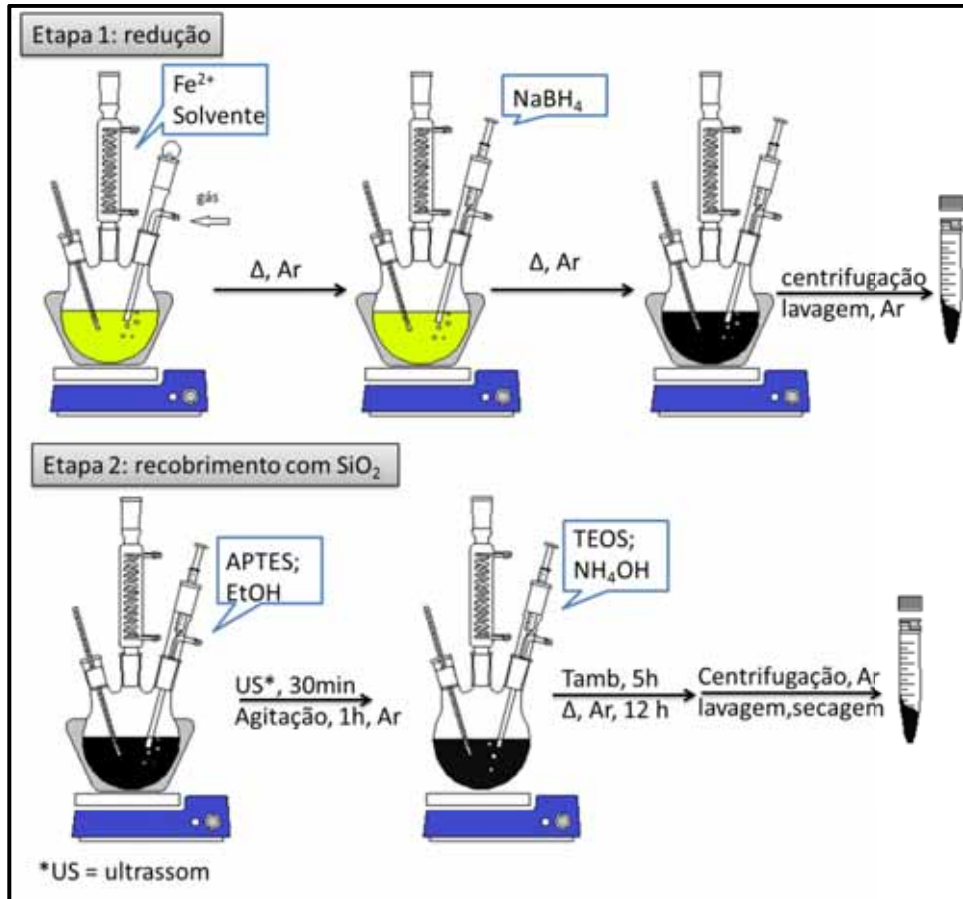 Etapa 1: redução
Fe²⁺
Solvente
gás
Δ, Ar
NaBH₄
Δ, Ar
centrifugação
lavagem, Ar
Etapa 2: recobrimento com SiO₂
APTES;
EtOH
US*, 30min
Agitação, 1h, Ar
TEOS;
NH₄OH
Tamb, 5h
Δ, Ar, 12 h
Centrifugação, Ar
lavagem,secagem
*US = ultrassom